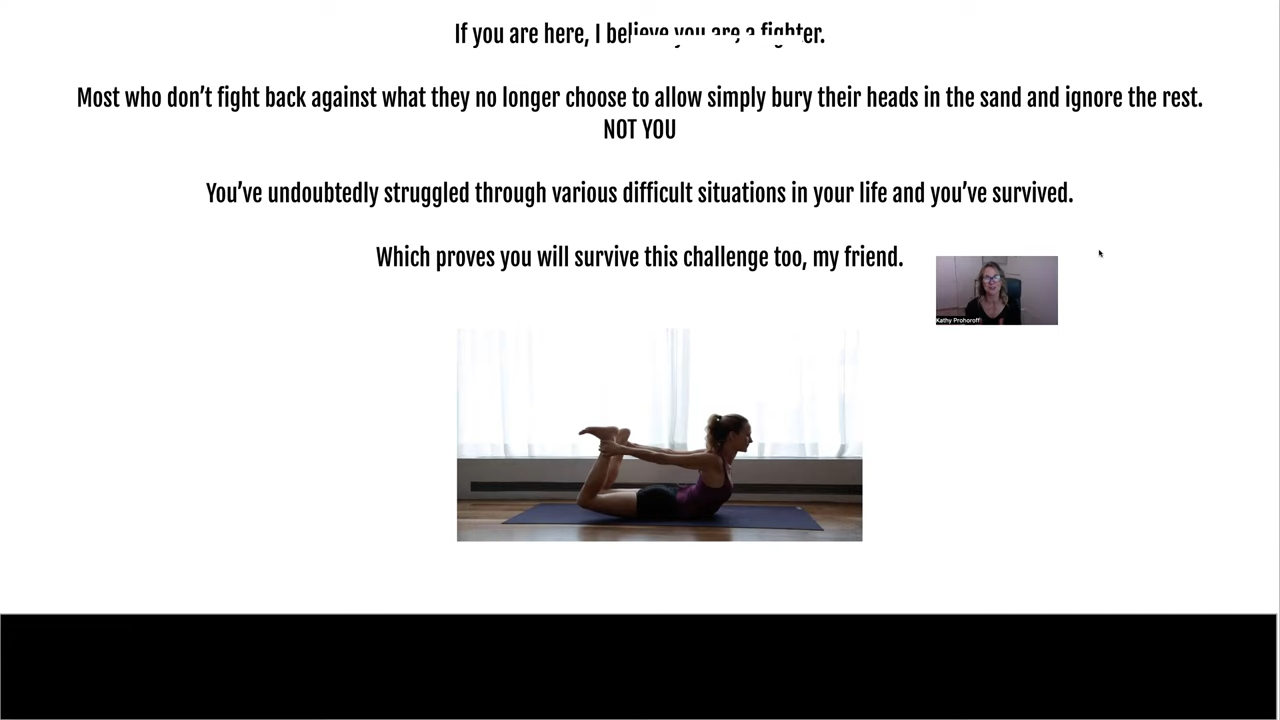 If you are here, I believe you are a fighter.
Most who don’t fight back against what they no longer choose to allow simply bury their heads in the sand and ignore the rest.
NOT YOU
You’ve undoubtedly struggled through various difficult situations in your life and you’ve survived.
Which proves you will survive this challenge too, my friend.
Kathy Prohoroff